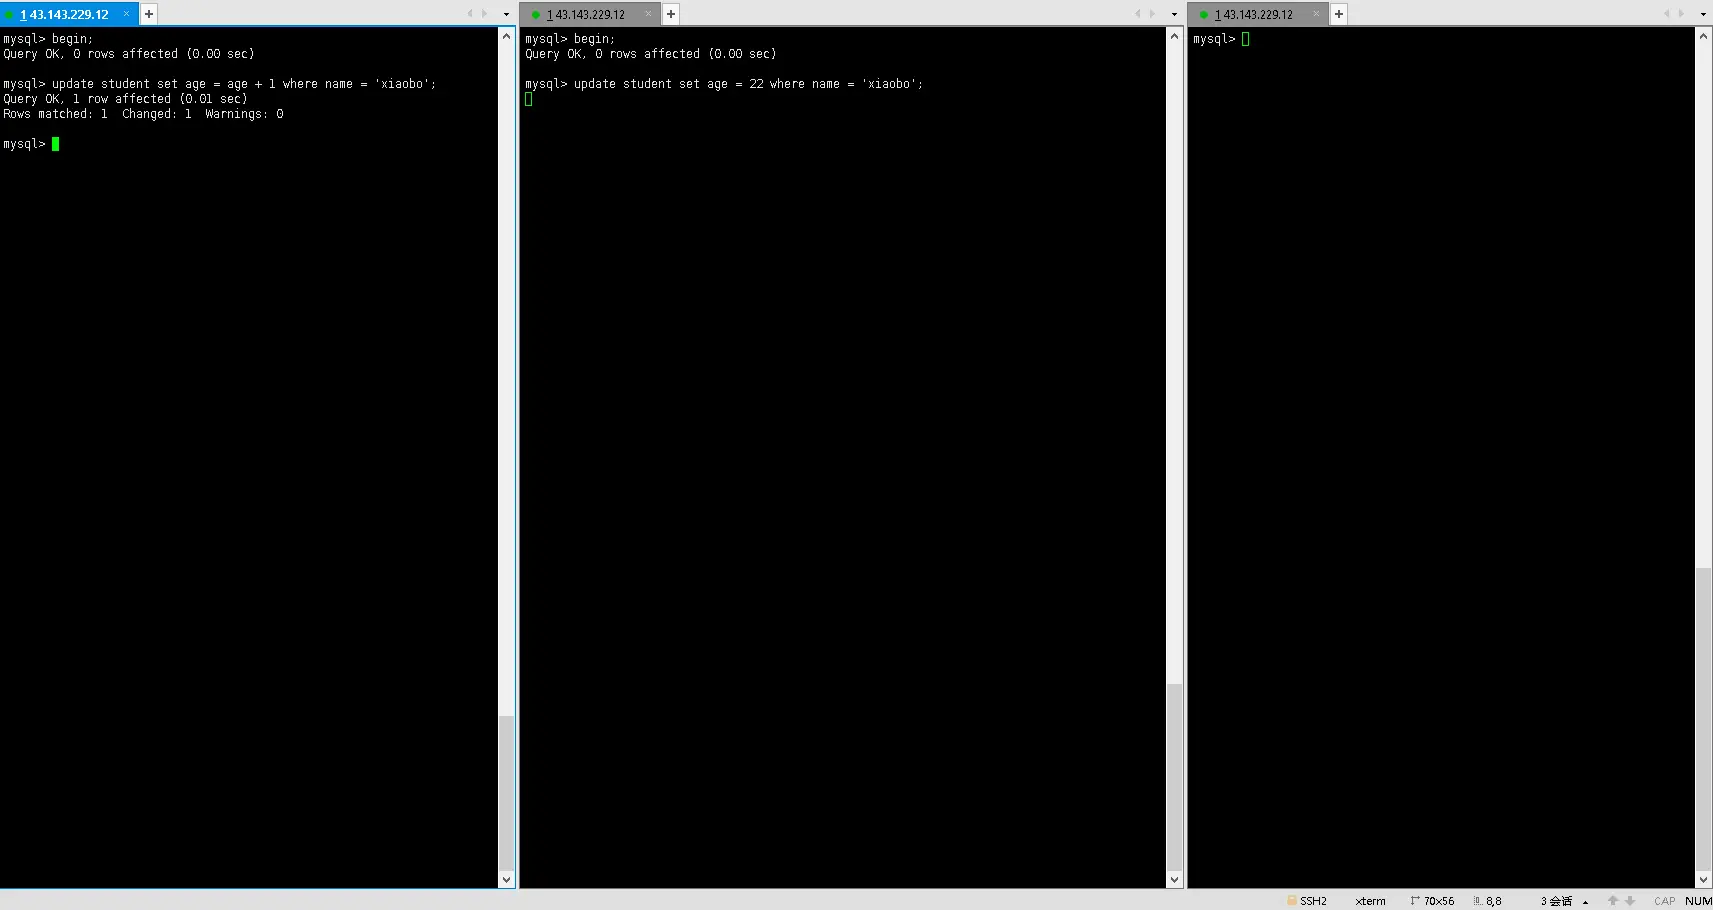 1 43.143.229.12 × +
mysql> begin;
Query OK, 0 rows affected (0.00 sec)
mysql> update student set age = age + 1 where name = 'xiaobo';
Query OK, 1 row affected (0.01 sec)
Rows matched: 1  Changed: 1  Warnings: 0
mysql>
1 43.143.229.12 × +
mysql> begin;
Query OK, 0 rows affected (0.00 sec)
mysql> update student set age = 22 where name = 'xiaobo';
1 43.143.229.12 × +
mysql>
SSH2 xterm 70x56 8,8 3 会话 CAP NUM